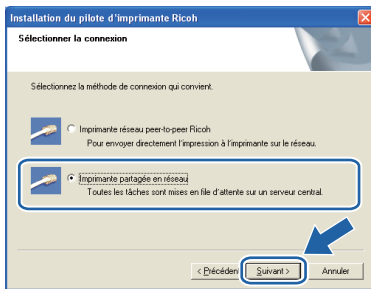 Installation du pilote d'imprimante Ricoh
Sélectionner la connexion
Sélectionnez la méthode de connexion qui convient.
Imprimante réseau peer-to-peer Ricoh
Pour envoyer directement l'impression à l'imprimante sur le réseau.
Imprimante partagée en réseau
Toutes les tâches sont mises en file d'attente sur un serveur central.
< Précéden Suivant > Annuler